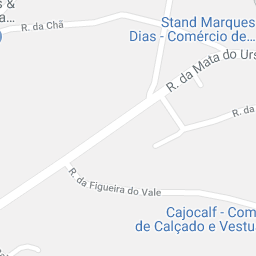 s &
a...
R. da Chã
Stand Marques
Dias - Comércio de...
R. da Mata do Urs
R. da
R. da Figueira do Vale
Cajocalf - Com
de Calçado e Vestu